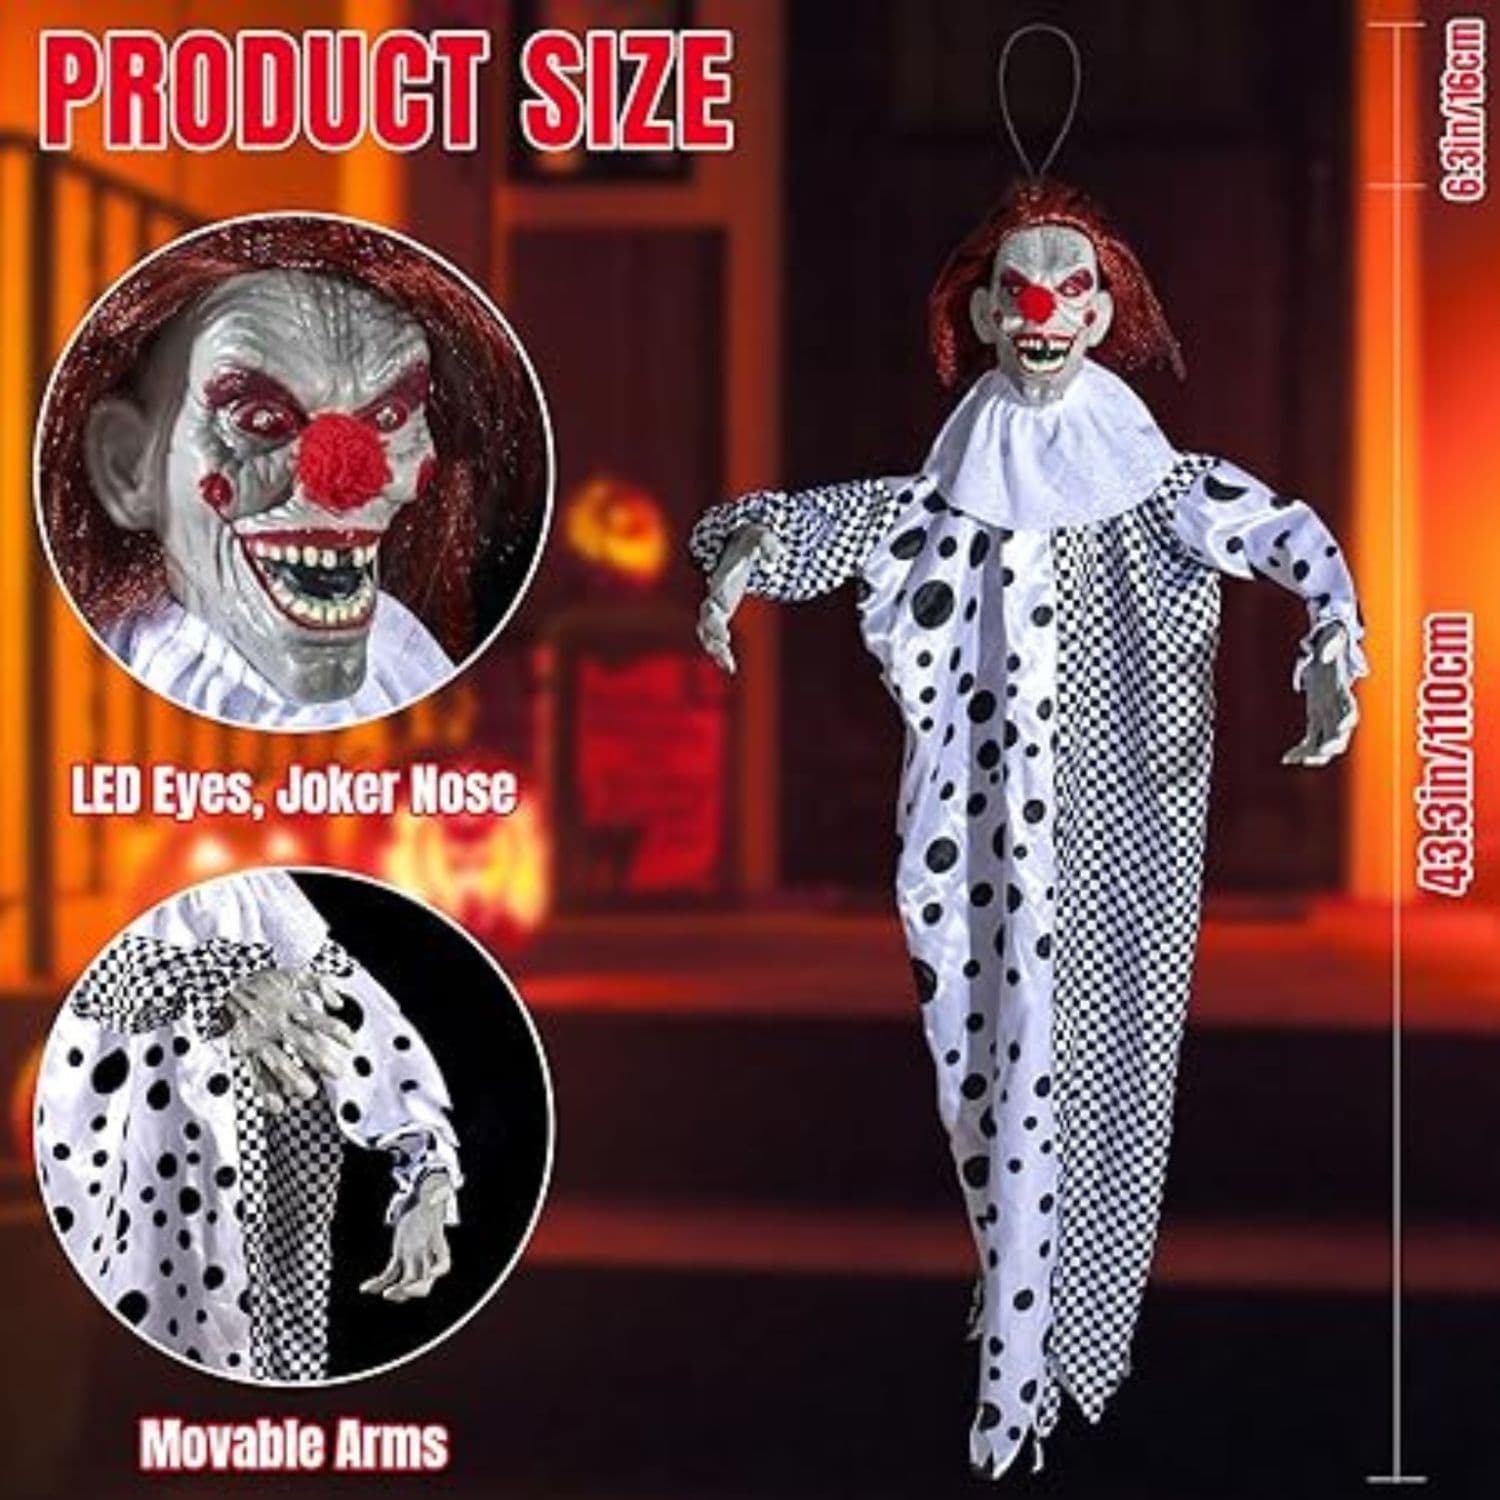 PRODUCT SIZE
6.3in/16cm
LED Eyes, Joker Nose
43.3in/110cm
Movable Arms